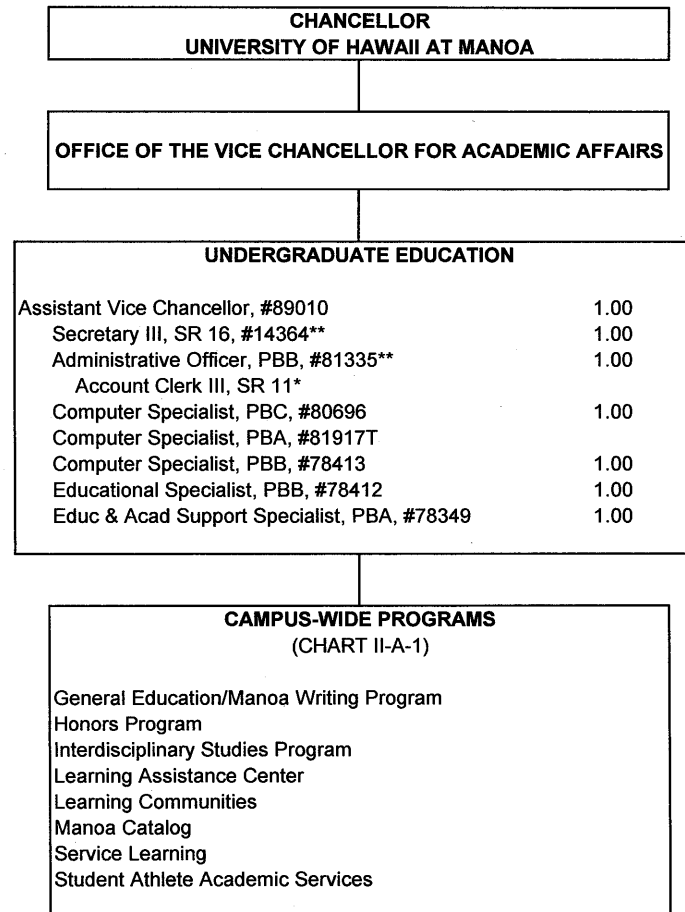 CHANCELLOR
UNIVERSITY OF HAWAII AT MANOA
OFFICE OF THE VICE CHANCELLOR FOR ACADEMIC AFFAIRS
UNDERGRADUATE EDUCATION
Assistant Vice Chancellor, #89010 1.00
Secretary III, SR 16, #14364** 1.00
Administrative Officer, PBB, #81335** 1.00
Account Clerk III, SR 11*
Computer Specialist, PBC, #80696 1.00
Computer Specialist, PBA, #81917T
Computer Specialist, PBB, #78413 1.00
Educational Specialist, PBB, #78412 1.00
Educ & Acad Support Specialist, PBA, #78349 1.00
CAMPUS-WIDE PROGRAMS
(CHART II-A-1)
General Education/Manoa Writing Program
Honors Program
Interdisciplinary Studies Program
Learning Assistance Center
Learning Communities
Manoa Catalog
Service Learning
Student Athlete Academic Services